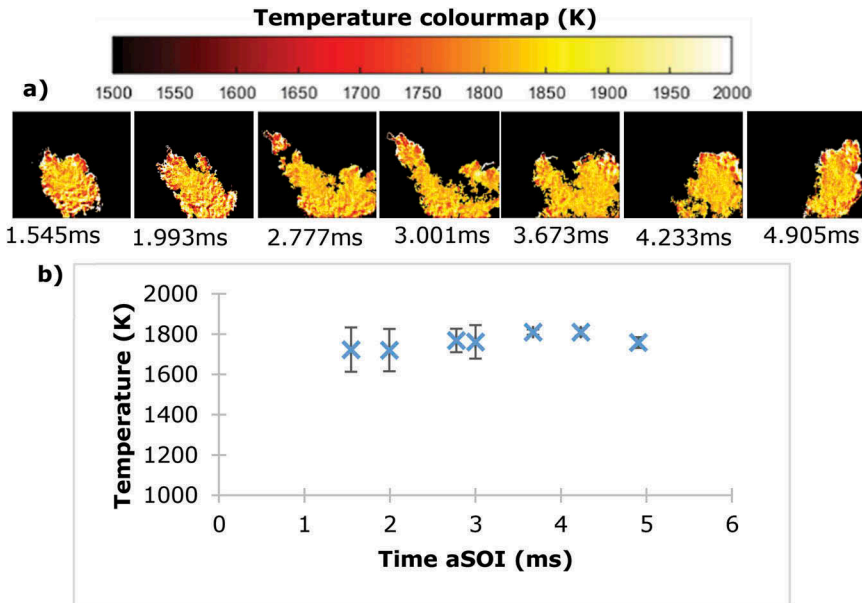 Temperature colourmap (K)
1500 1550 1600 1650 1700 1750 1800 1850 1900 1950 2000
a)
1.545ms 1.993ms 2.777ms 3.001ms 3.673ms 4.233ms 4.905ms
b)
Temperature (K)
2000
1800
1600
1400
1200
1000
0 1 2 3 4 5 6
Time aSOI (ms)